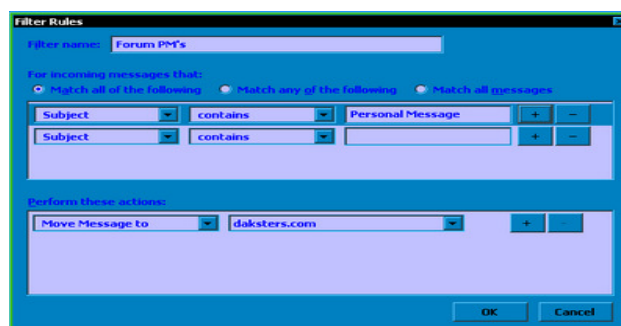 Filter Rules
Filter name: Forum PM's
For incoming messages that:
Match all of the following Match any of the following Match all messages
Subject contains Personal Message + -
Subject contains + -
Perform these actions:
Move Message to daksters.com + -
OK Cancel